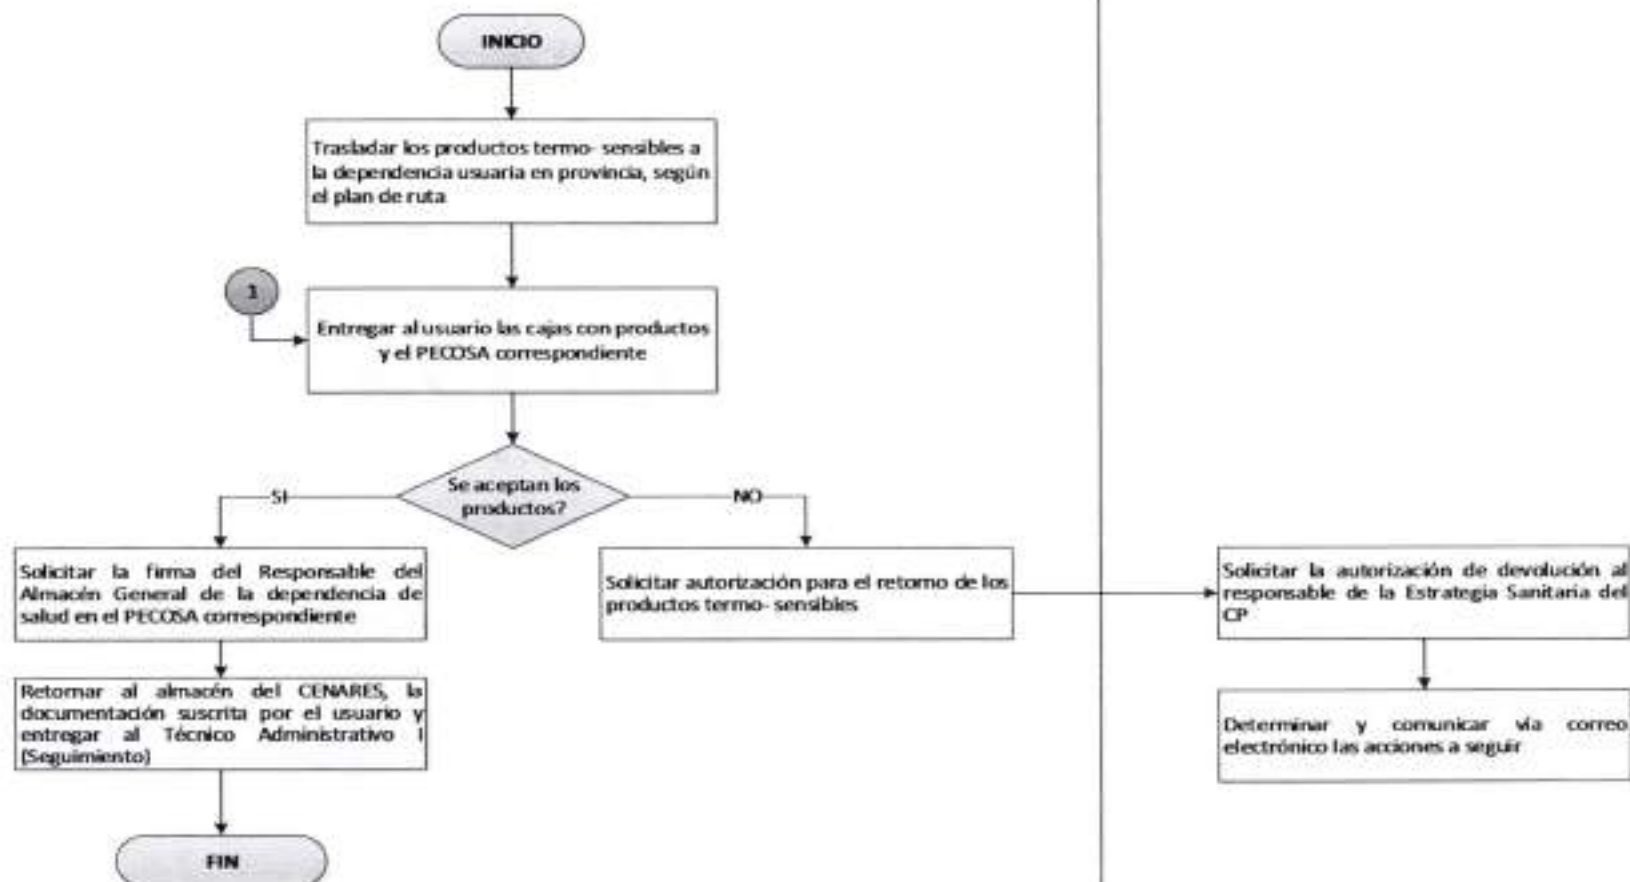 INICIO
Trasladar los productos termo- sensibles a
la dependencia usuaria en provincia, según
el plan de ruta
1
Entregar al usuario las cajas con productos
y el PECOSA correspondiente
Se aceptan los
productos?
SI
NO
Solicitar la firma del Responsable del
Almacén General de la dependencia de
salud en el PECOSA correspondiente
Solicitar autorización para el retorno de los
productos termo- sensibles
Solicitar la autorización de devolución al
responsable de la Estrategia Sanitaria del
CP
Retornar al almacén del CENARES, la
documentación suscrita por el usuario y
entregar al Técnico Administrativo I
(Seguimiento)
Determinar y comunicar vía correo
electrónico las acciones a seguir
FIN